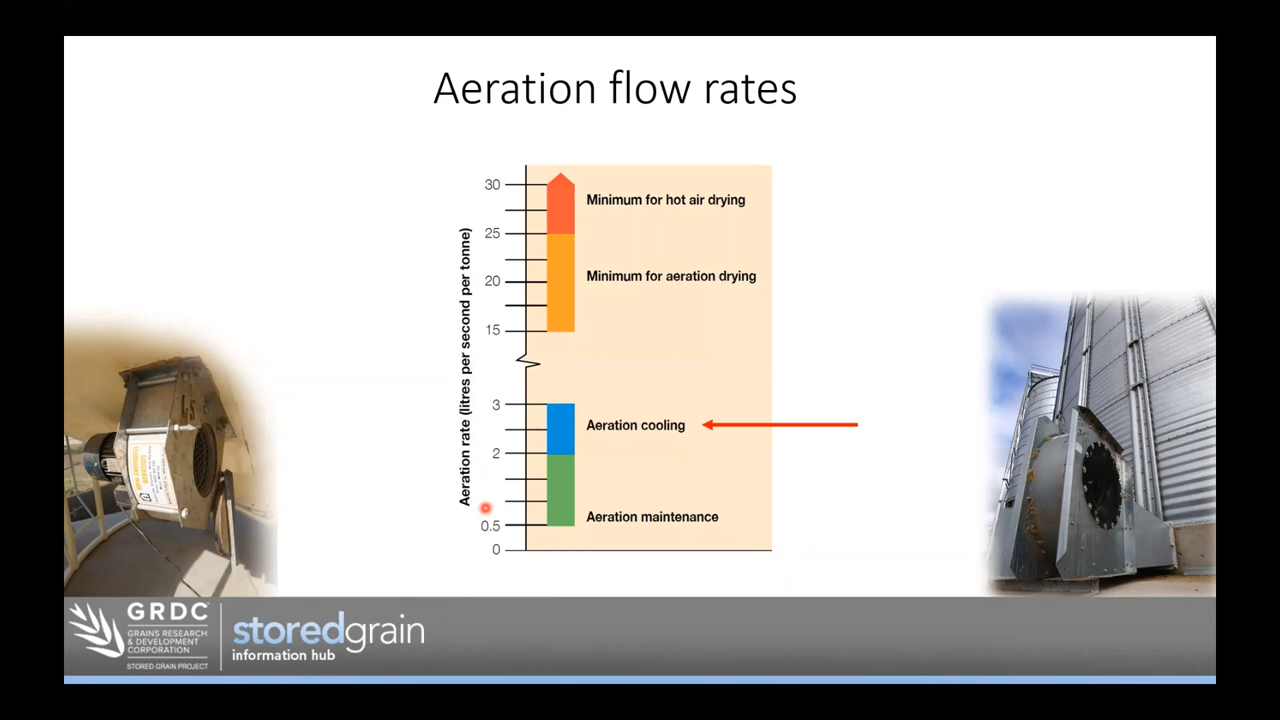 Aeration flow rates
Aeration rate (litres per second per tonne)
30
25
20
15
3
2
0.5
0
Minimum for hot air drying
Minimum for aeration drying
Aeration cooling
Aeration maintenance
GRDC
GRAINS RESEARCH
& DEVELOPMENT
CORPORATION
STORED GRAIN PROJECT
storedgrain
information hub